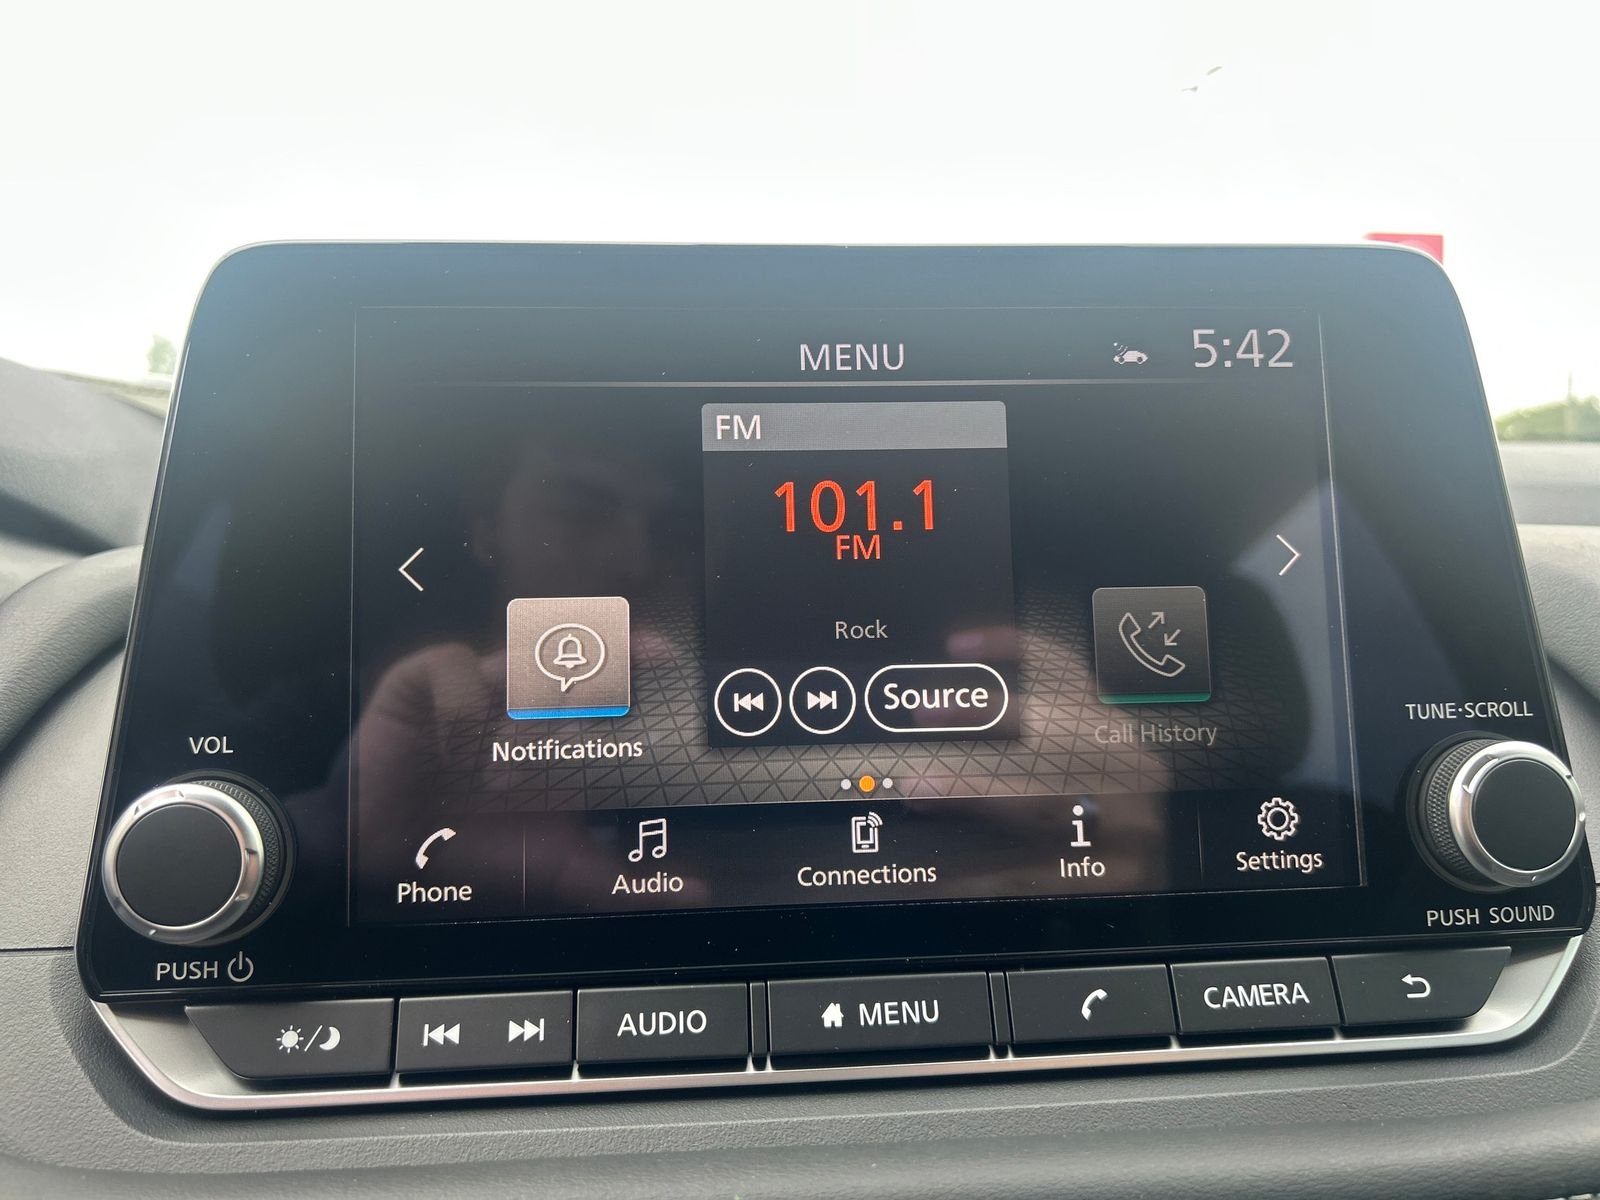 MENU
5:42
FM
101.1
FM
Rock
Source
Notifications
Call History
Phone
Audio
Connections
Info
Settings
VOL
PUSH
TUNE·SCROLL
PUSH SOUND
AUDIO
MENU
CAMERA